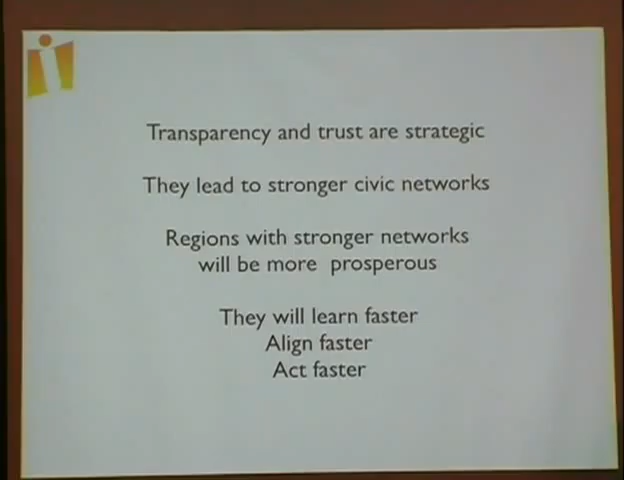 Transparency and trust are strategic
They lead to stronger civic networks
Regions with stronger networks
will be more prosperous
They will learn faster
Align faster
Act faster